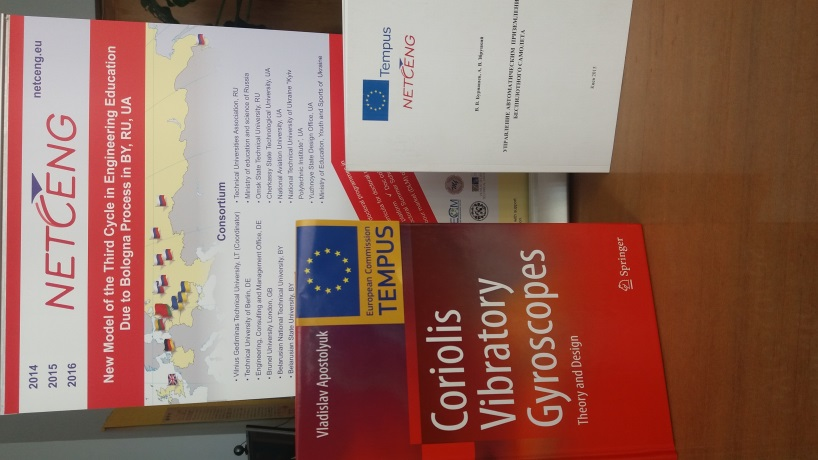 2014
2015
2016
netceng.eu
NETCENG
New Model of the Third Cycle in Engineering Education
Due to Bologna Process in BY, RU, UA
Consortium
• Vilnius Gediminas Technical University, LT (Coordinator)
• Technical University of Berlin, DE
• Engineering, Consulting and Management Office, DE
• Brunel University London, GB
• Belarusian National Technical University, BY
• Belarusian State University, BY
• Technical Universities Association, RU
• Ministry of education and science of Russia
• Omsk State Technical University, RU
• Cherkassy State Technological University, UA
• National Aviation University, UA
• National Technical University of Ukraine "Kyiv
Polytechnic Institute", UA
• Yuzhnoye State Design Office, UA
• Ministry of Education, Youth and Sports of Ukraine
Tempus
NETCENG
УПРАВЛЕНИЕ АВТОМАТИЧЕСКИМ ПРИЗЕМЛЕНИЕМ
БЕСПИЛОТНОГО САМОЛЕТА
European Commission
TEMPUS
Vladislav Apostolyuk
Coriolis
Vibratory
Gyroscopes
Theory and Design
Springer